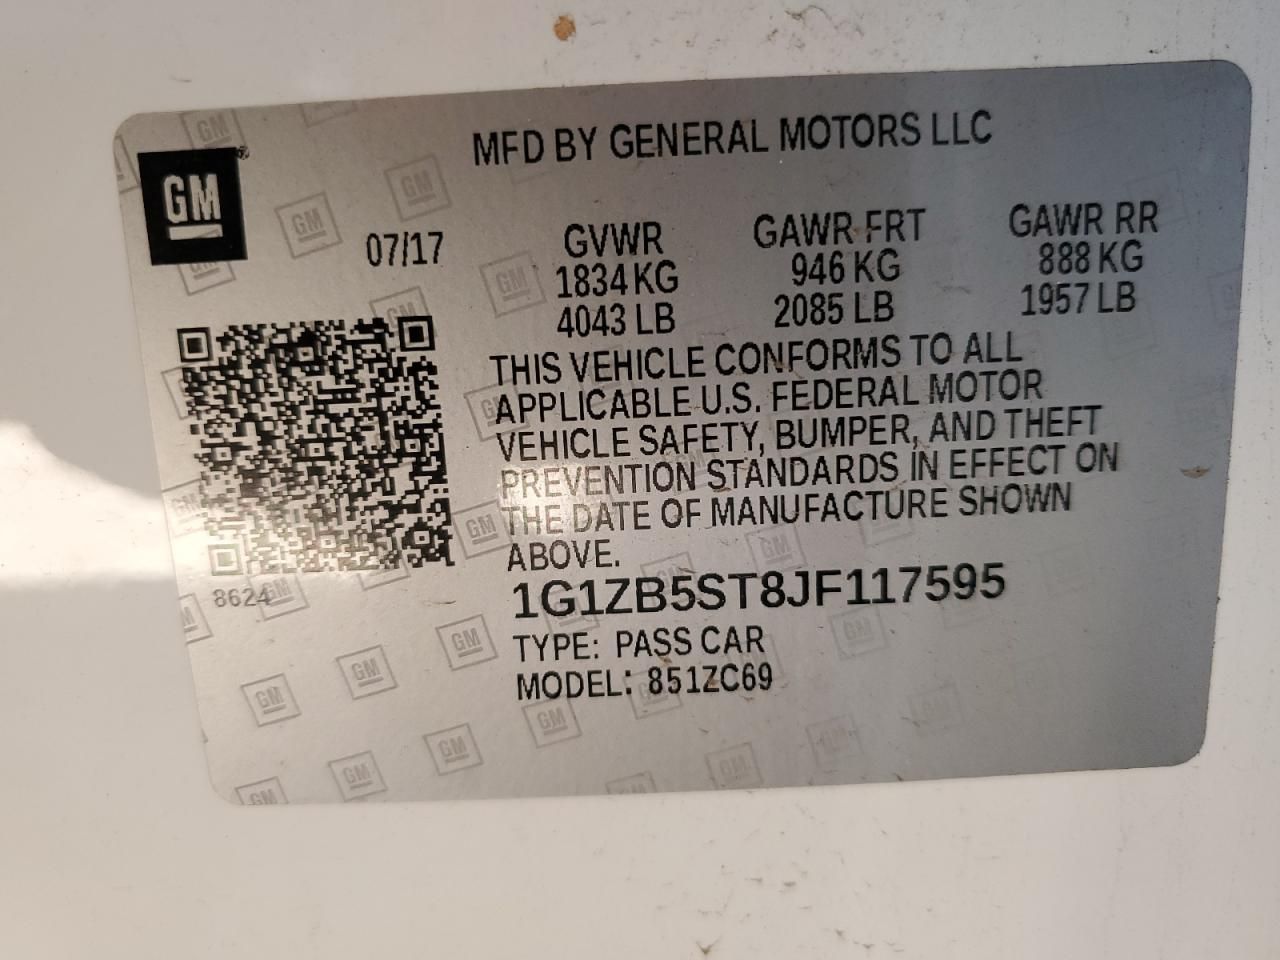 MFD BY GENERAL MOTORS LLC
GM
07/17
GVWR GAWR FRT GAWR RR
1834 KG 946 KG 888 KG
4043 LB 2085 LB 1957 LB
THIS VEHICLE CONFORMS TO ALL
APPLICABLE U.S. FEDERAL MOTOR
VEHICLE SAFETY, BUMPER, AND THEFT
PREVENTION STANDARDS IN EFFECT ON
THE DATE OF MANUFACTURE SHOWN
ABOVE.
8624
1G1ZB5ST8JF117595
TYPE: PASS CAR
MODEL: 851ZC69